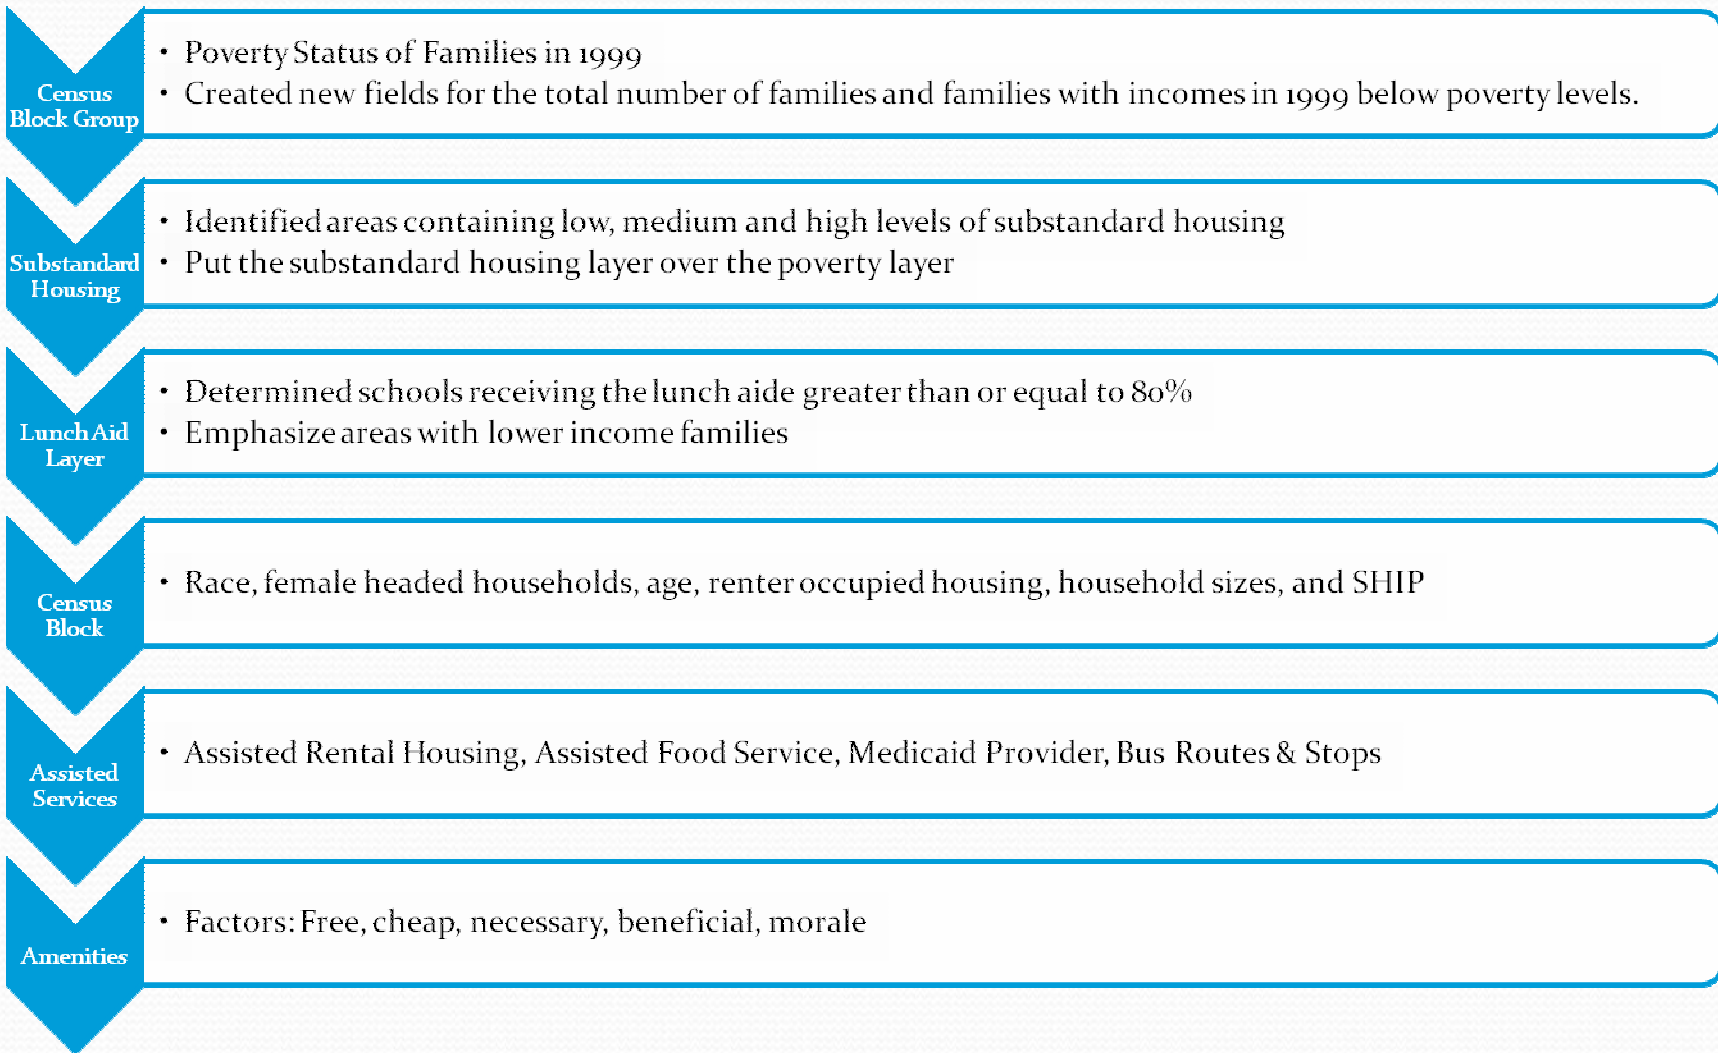 Census
Block Group
• Poverty Status of Families in 1999
• Created new fields for the total number of families and families with incomes in 1999 below poverty levels.
Substandard
Housing
• Identified areas containing low, medium and high levels of substandard housing
• Put the substandard housing layer over the poverty layer
Lunch Aid
Layer
• Determined schools receiving the lunch aide greater than or equal to 80%
• Emphasize areas with lower income families
Census
Block
• Race, female headed households, age, renter occupied housing, household sizes, and SHIP
Assisted
Services
• Assisted Rental Housing, Assisted Food Service, Medicaid Provider, Bus Routes & Stops
Amenities
• Factors: Free, cheap, necessary, beneficial, morale